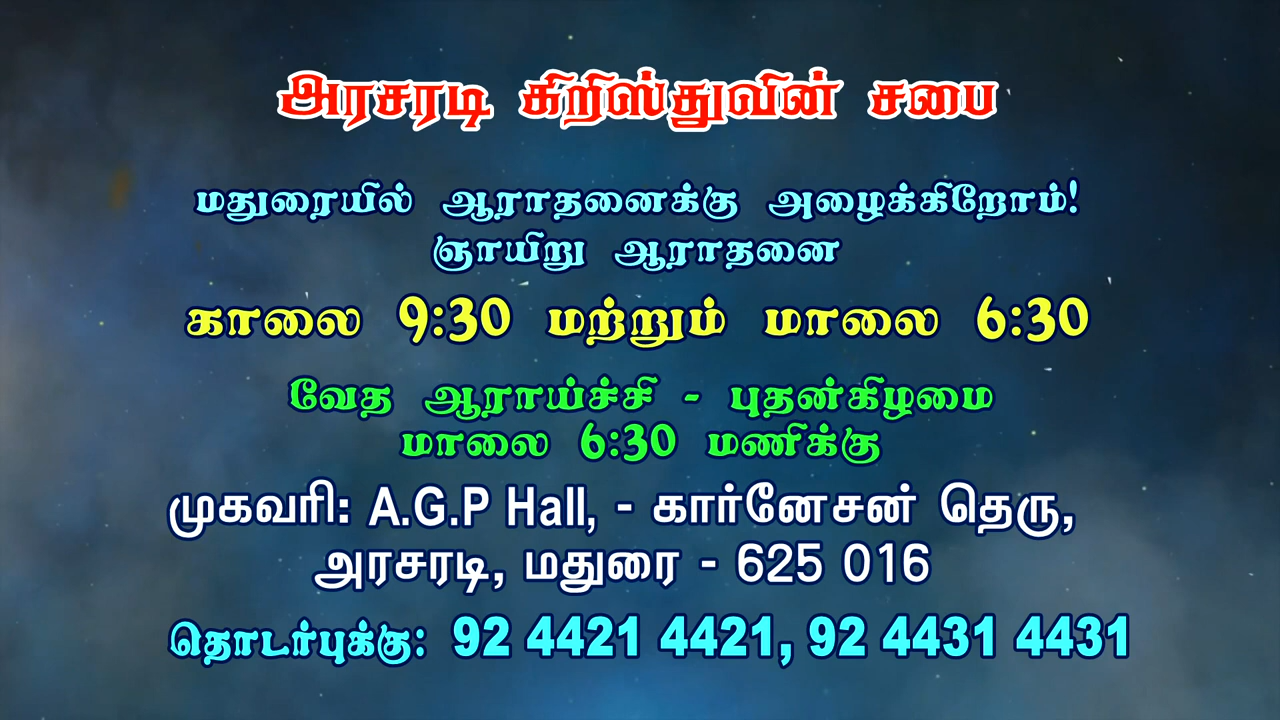 அரசரடி கிறிஸ்துவின் சபை
மதுரையில் ஆராதனைக்கு அழைக்கிறோம்!
ஞாயிறு ஆராதனை
காலை 9:30 மற்றும் மாலை 6:30
வேத ஆராய்ச்சி - புதன்கிழமை
மாலை 6:30 மணிக்கு
முகவரி: A.G.P Hall, - கார்னேசன் தெரு,
அரசரடி, மதுரை - 625 016
தொடர்புக்கு: 92 4421 4421, 92 4431 4431